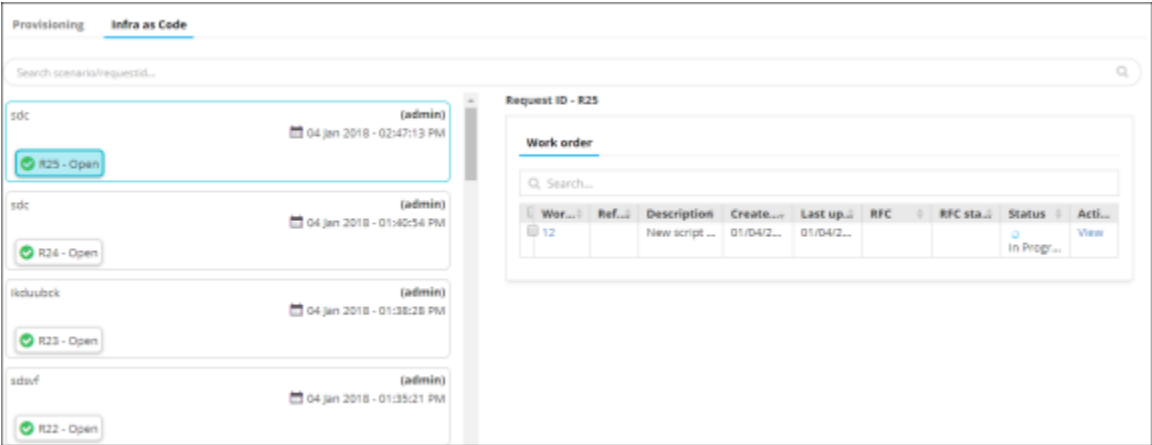 Provisioning Infra as Code
Search scenario/requestid...
sdc (admin)
04 Jan 2018 - 02:47:13 PM
R25 - Open
sdc (admin)
04 Jan 2018 - 01:40:54 PM
R24 - Open
lkduubck (admin)
04 Jan 2018 - 01:38:28 PM
R23 - Open
sdsvf (admin)
04 Jan 2018 - 01:35:21 PM
R22 - Open
Request ID - R25
Work order
Search...
Wor... Ref... Description Create... Last up... RFC RFC sta... Status Acti...
12 New script ... 01/04/2... 01/04/2... In Progr... View